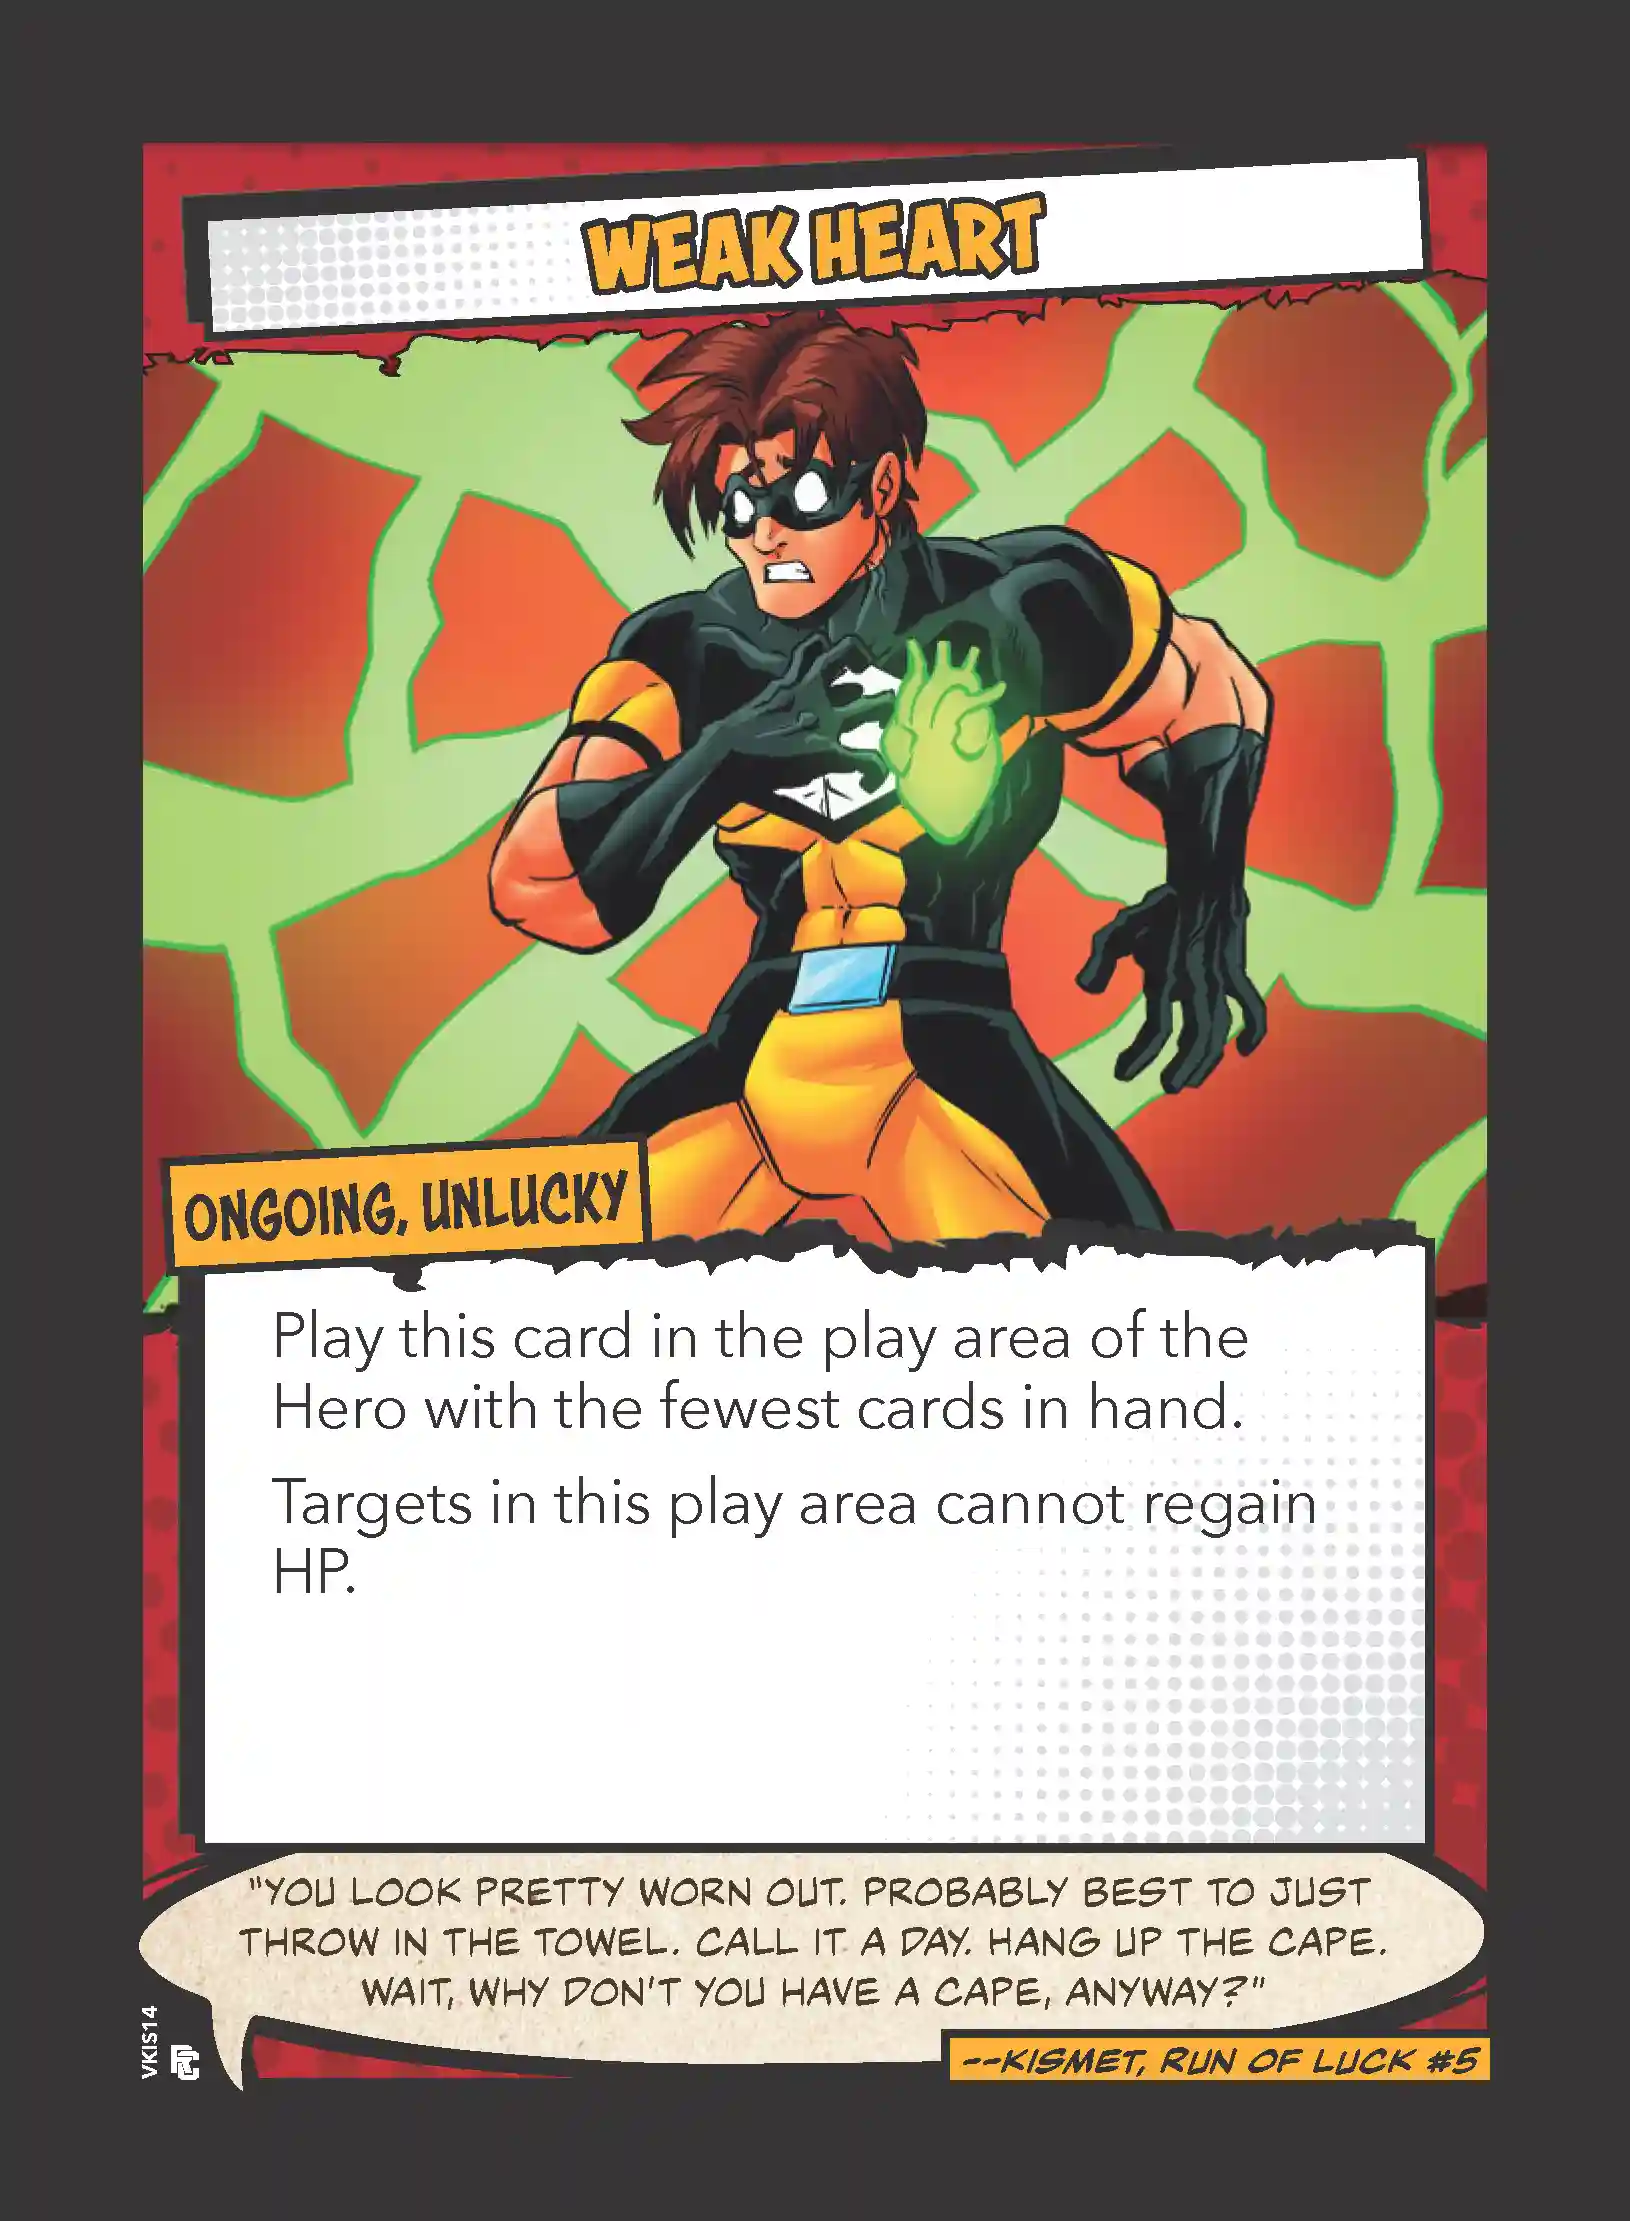 WEAK HEART
ONGOING, UNLUCKY
Play this card in the play area of the
Hero with the fewest cards in hand.
Targets in this play area cannot regain
HP.
"YOU LOOK PRETTY WORN OUT. PROBABLY BEST TO JUST
THROW IN THE TOWEL. CALL IT A DAY. HANG UP THE CAPE.
WAIT, WHY DON'T YOU HAVE A CAPE, ANYWAY?"
--KISMET, RUN OF LUCK #5
VKIS14